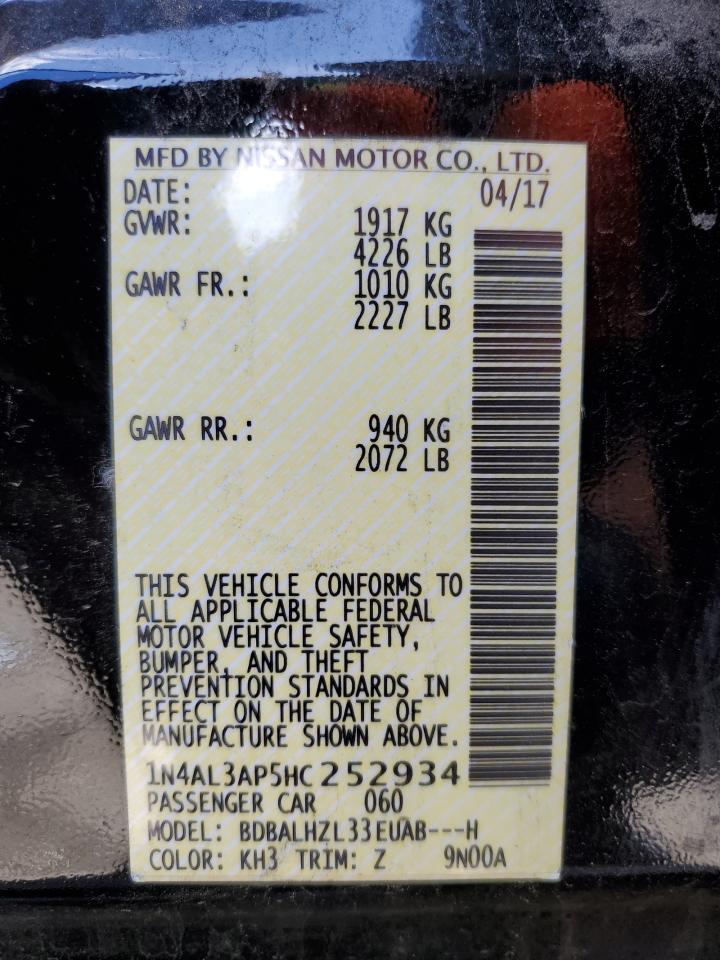 MFD BY NISSAN MOTOR CO., LTD.
DATE: 04/17
GVWR: 1917 KG
4226 LB
GAWR FR.: 1010 KG
2227 LB
GAWR RR.: 940 KG
2072 LB
THIS VEHICLE CONFORMS TO
ALL APPLICABLE FEDERAL
MOTOR VEHICLE SAFETY,
BUMPER, AND THEFT
PREVENTION STANDARDS IN
EFFECT ON THE DATE OF
MANUFACTURE SHOWN ABOVE.
1N4AL3AP5HC252934
PASSENGER CAR 060
MODEL: BDBALHZL33EUAB---H
COLOR: KH3 TRIM: Z 9N00A